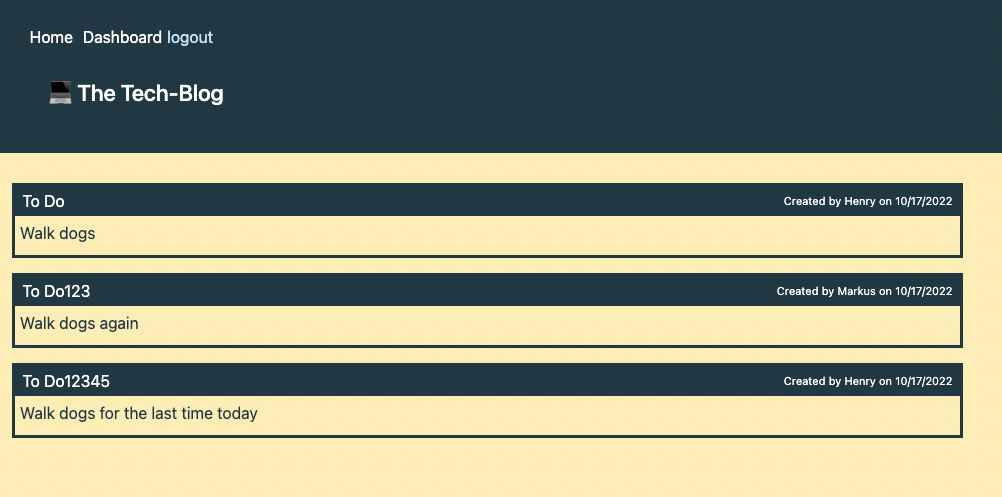 Home Dashboard logout
💻 The Tech-Blog
To Do Created by Henry on 10/17/2022
Walk dogs
To Do123 Created by Markus on 10/17/2022
Walk dogs again
To Do12345 Created by Henry on 10/17/2022
Walk dogs for the last time today